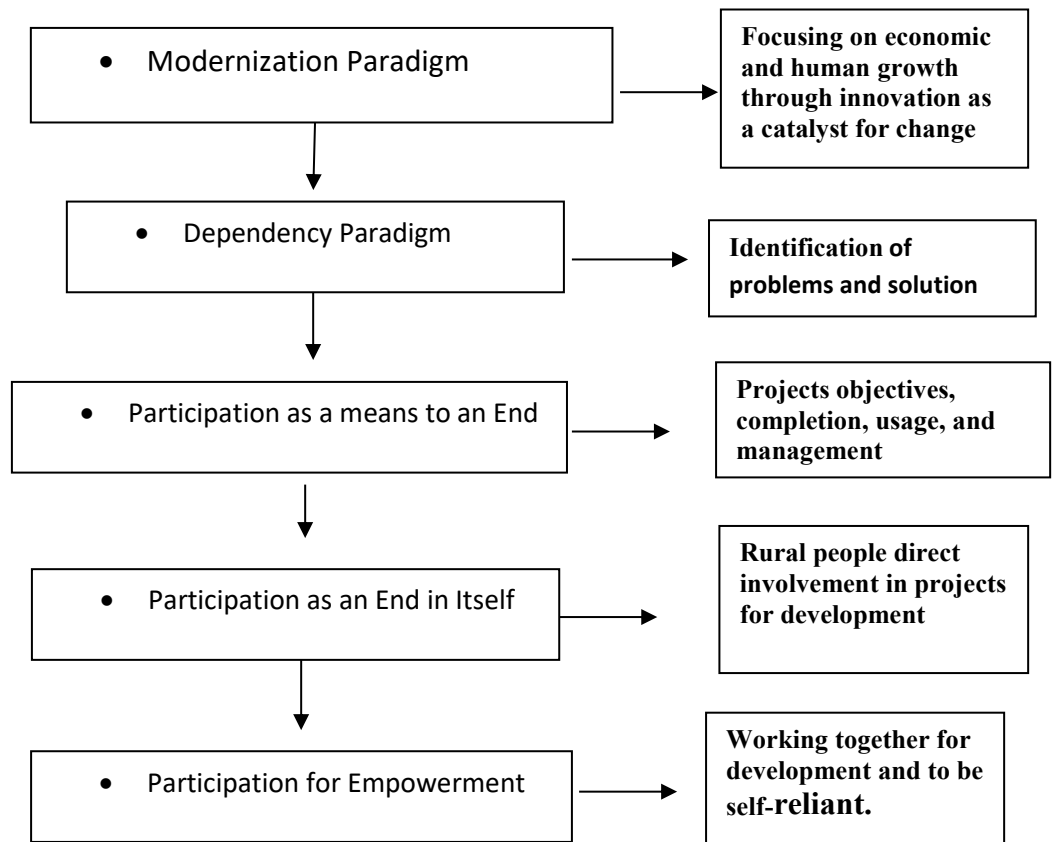 • Modernization Paradigm
Focusing on economic
and human growth
through innovation as
a catalyst for change
• Dependency Paradigm
Identification of
problems and solution
• Participation as a means to an End
Projects objectives,
completion, usage, and
management
• Participation as an End in Itself
Rural people direct
involvement in projects
for development
• Participation for Empowerment
Working together for
development and to be
self-reliant.